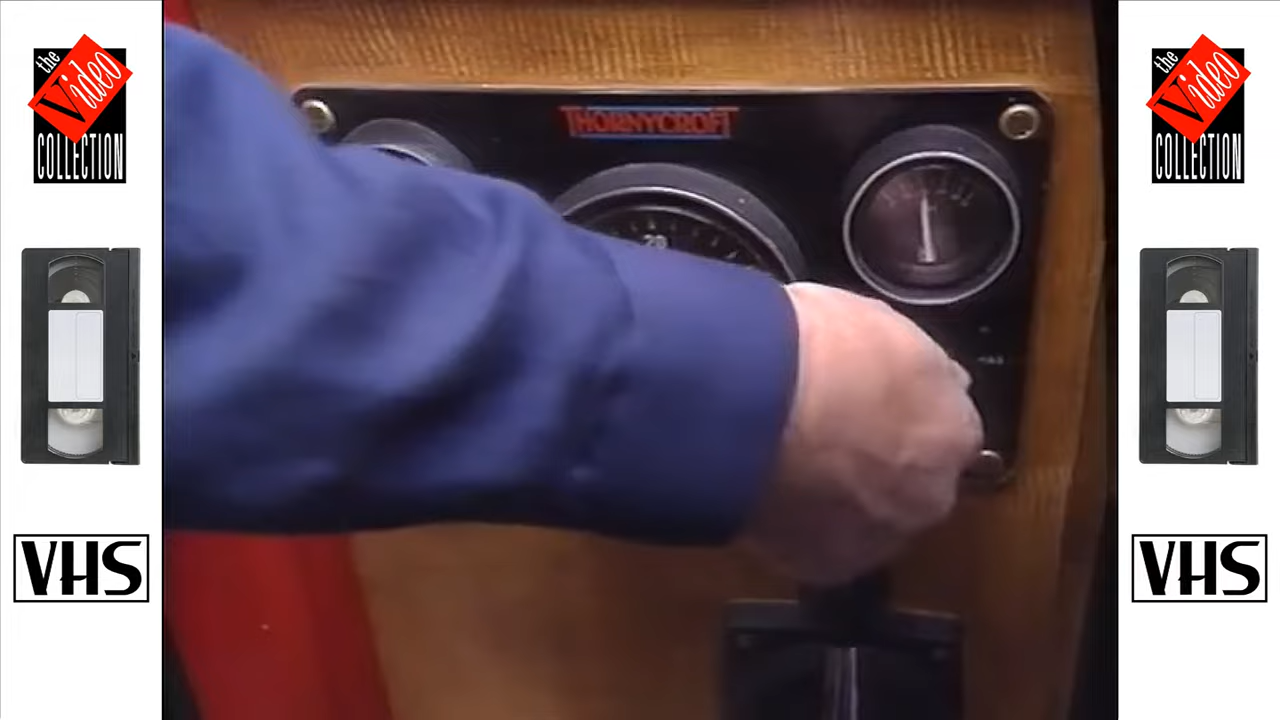 the
Video
COLLECTION
VHS
THORNYCROFT
20
the
Video
COLLECTION
VHS